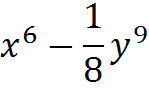 x⁶ − 1/8 y⁹